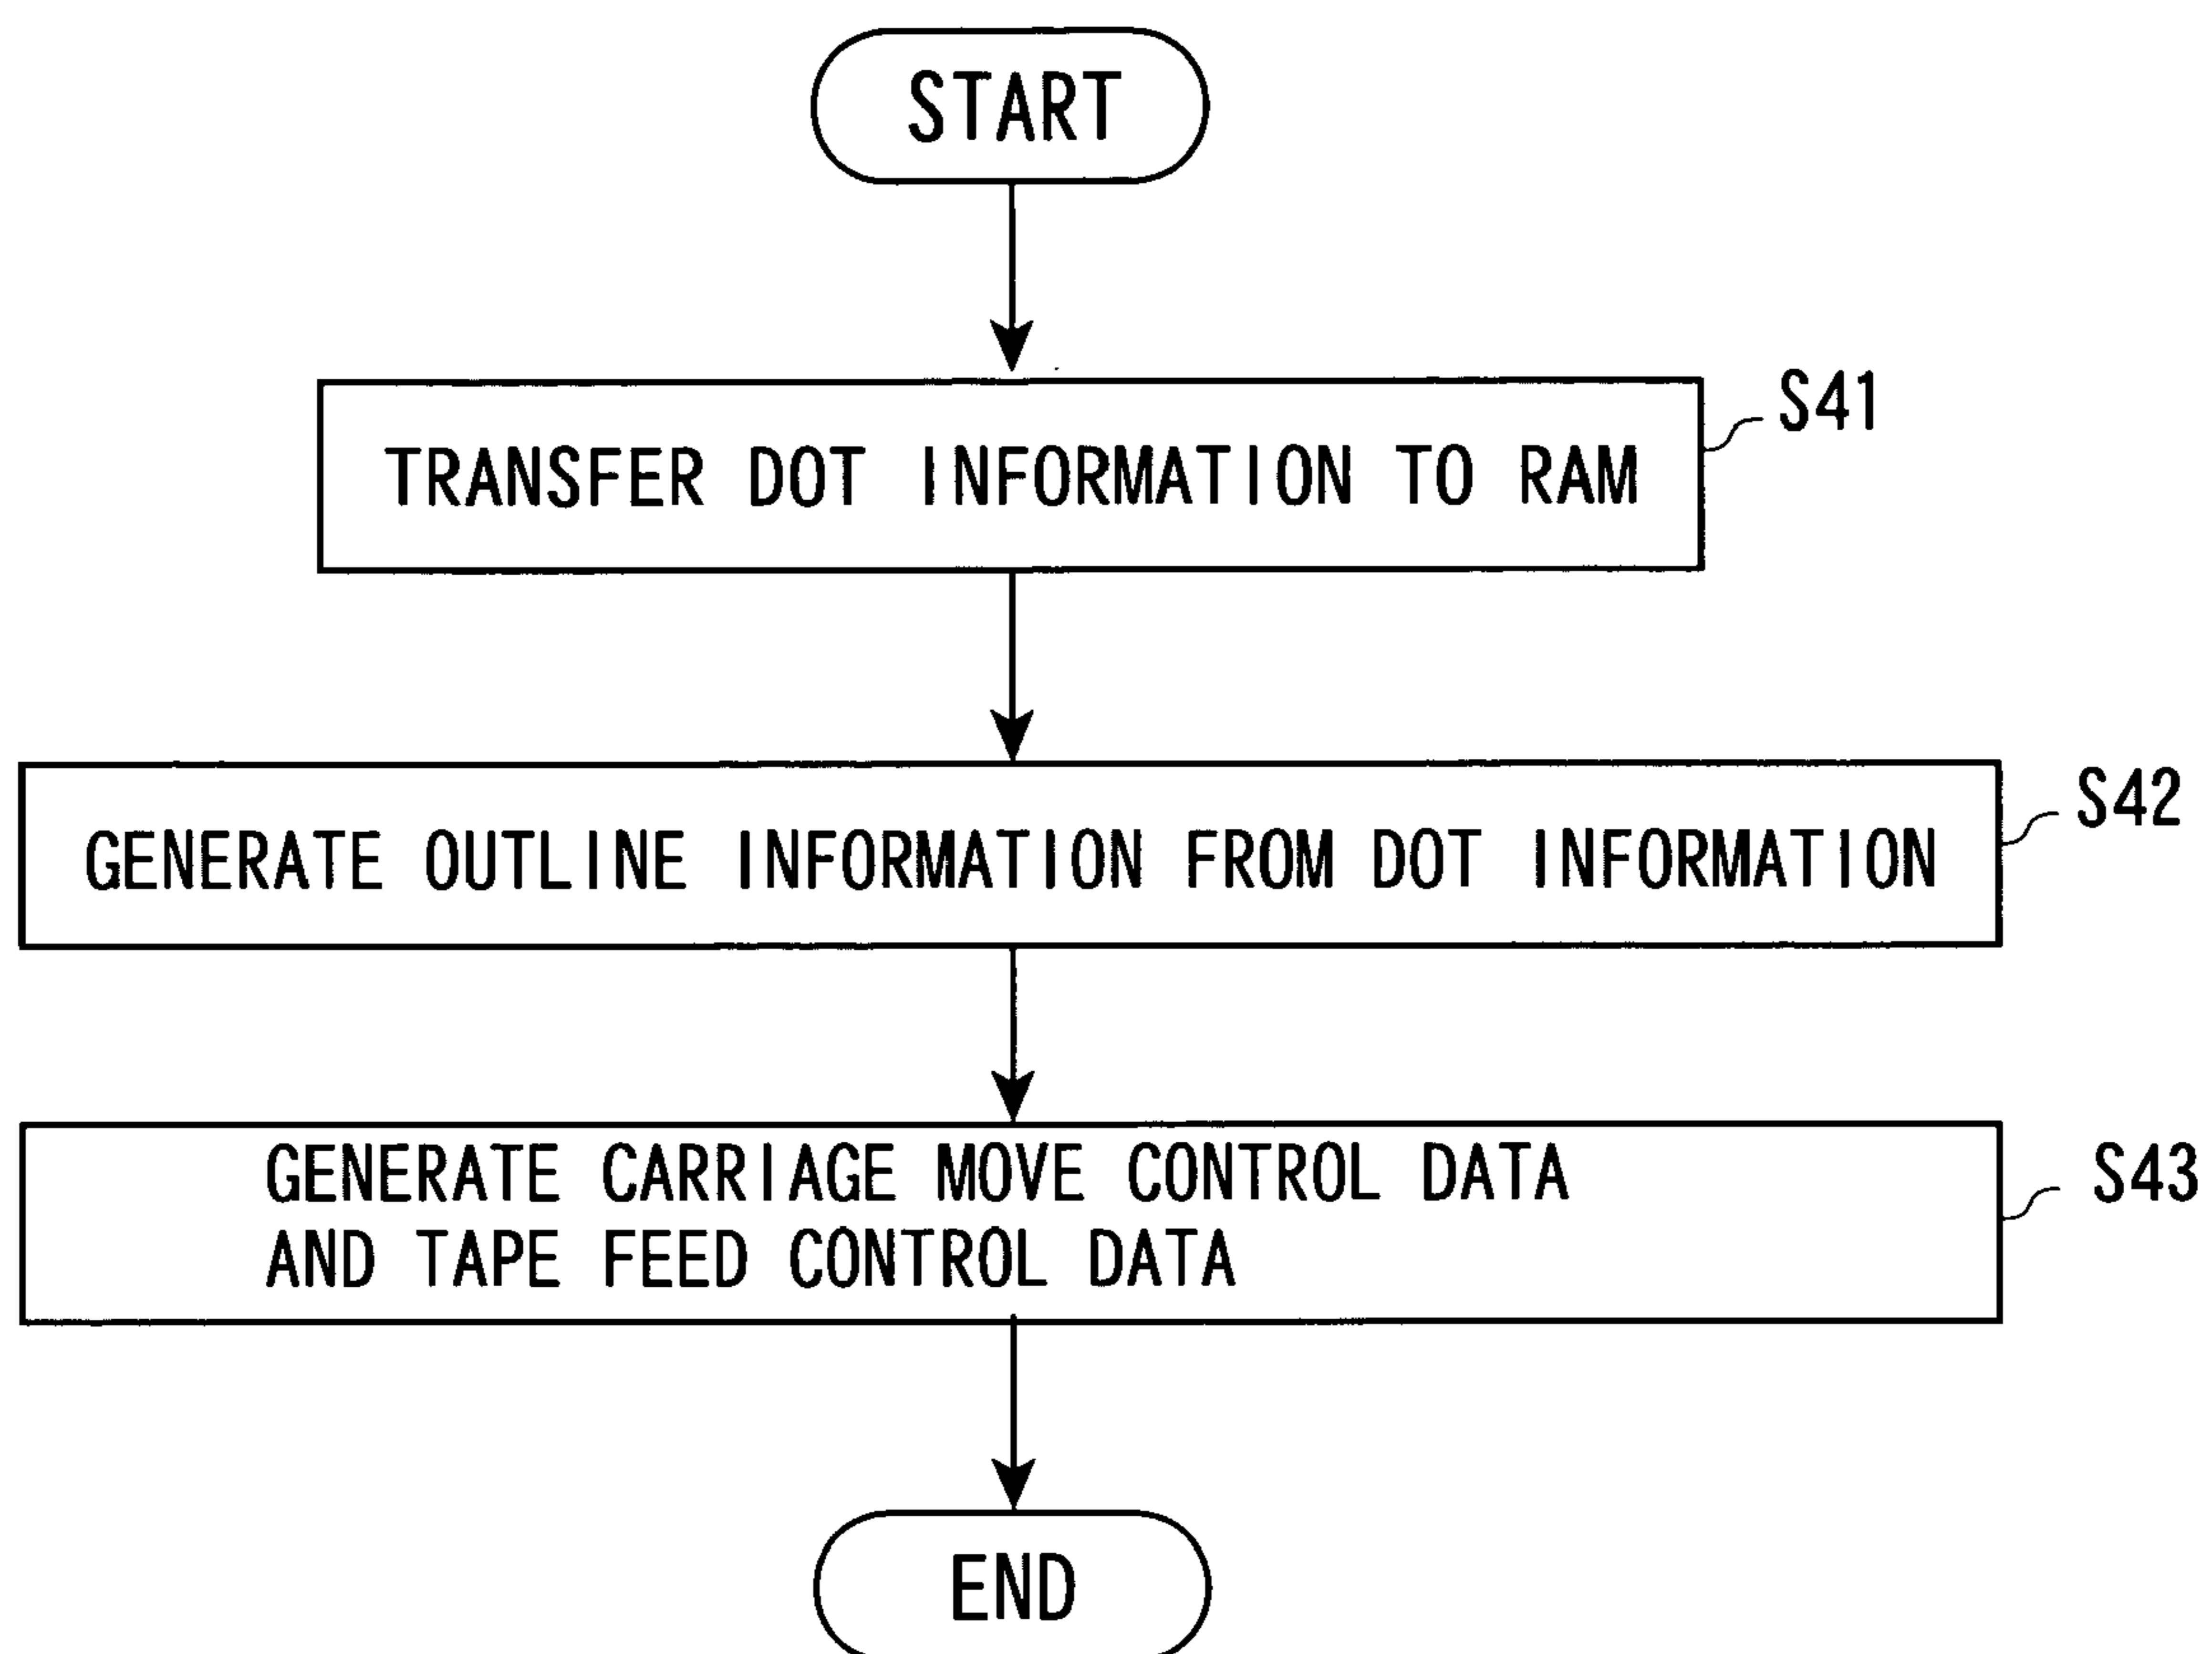 START
TRANSFER DOT INFORMATION TO RAM
S41
GENERATE OUTLINE INFORMATION FROM DOT INFORMATION
S42
GENERATE CARRIAGE MOVE CONTROL DATA
AND TAPE FEED CONTROL DATA
S43
END